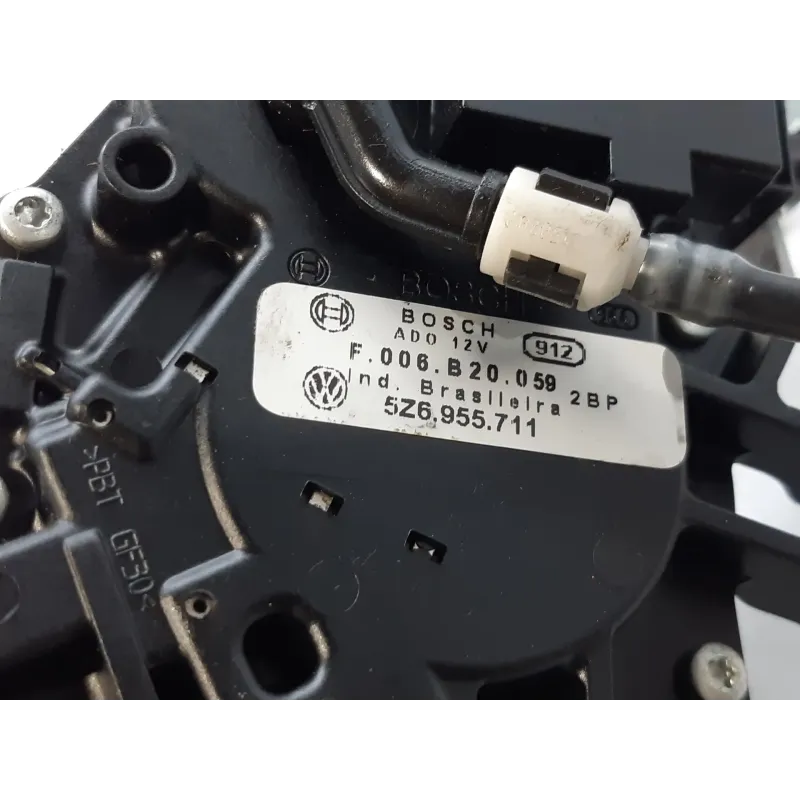 BOSCH
BOSCH
ADO 12V
912
F.006.B20.059
2BP
Ind. Brasileira
5Z6.955.711
>PBT GF30<